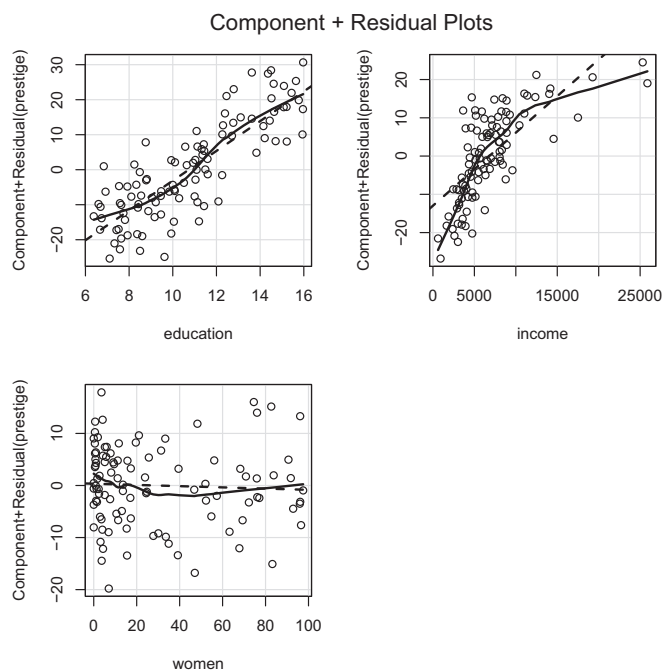 Component + Residual Plots
Component+Residual(prestige)
30
20
10
0
−20
6 8 10 12 14 16
education
Component+Residual(prestige)
20
10
0
−20
0 5000 15000 25000
income
Component+Residual(prestige)
10
0
−10
−20
0 20 40 60 80 100
women